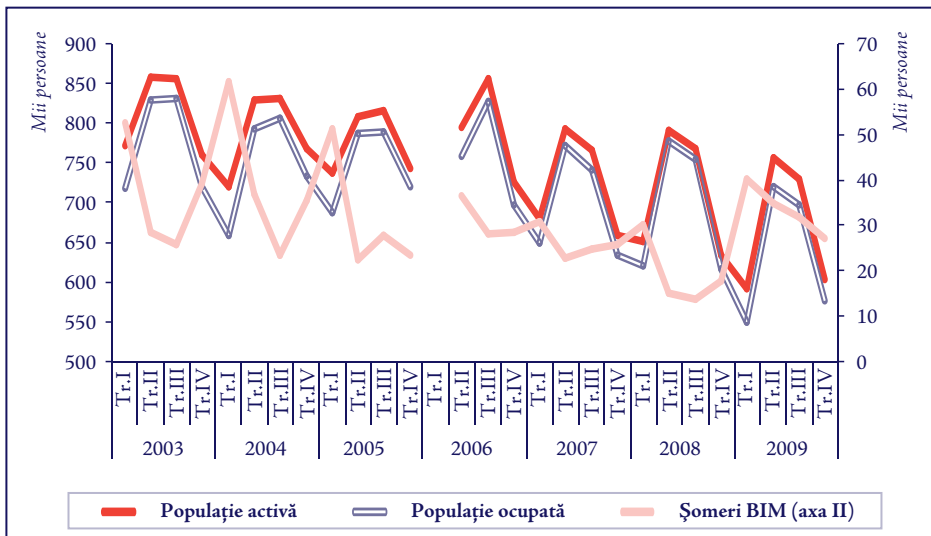 Mii persoane
Mii persoane
900
850
800
750
700
650
600
550
500
70
60
50
40
30
20
10
0
Tr.I
Tr.II
Tr.III
Tr.IV
Tr.I
Tr.II
Tr.III
Tr.IV
Tr.I
Tr.II
Tr.III
Tr.IV
Tr.I
Tr.II
Tr.III
Tr.IV
Tr.I
Tr.II
Tr.III
Tr.IV
Tr.I
Tr.II
Tr.III
Tr.IV
Tr.I
Tr.II
Tr.III
Tr.IV
2003 2004 2005 2006 2007 2008 2009
Populație activă Populație ocupată Şomeri BIM (axa II)